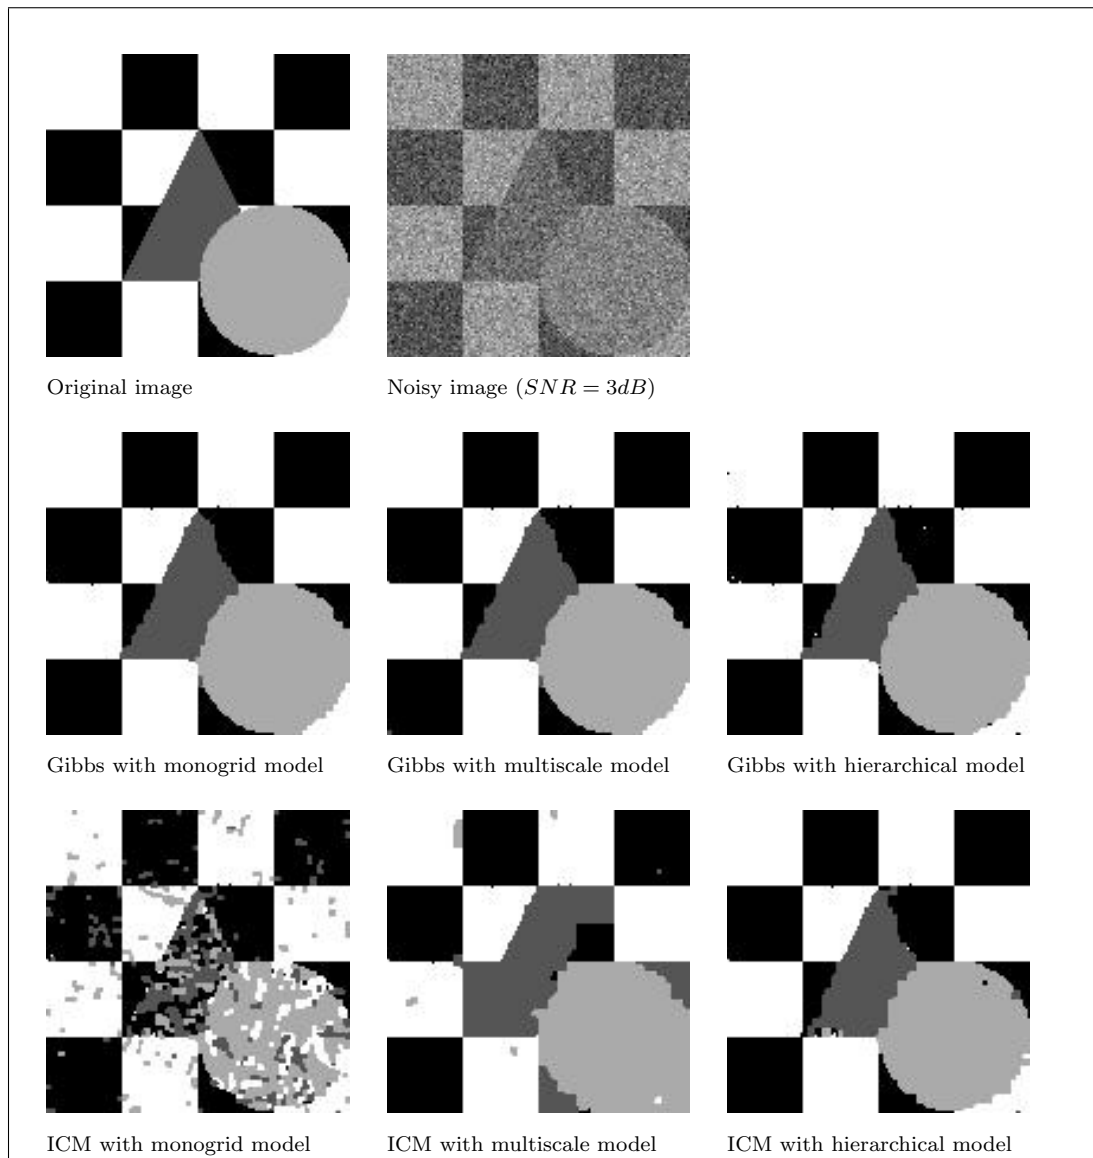 Original image
Noisy image (SNR = 3dB)
Gibbs with monogrid model
Gibbs with multiscale model
Gibbs with hierarchical model
ICM with monogrid model
ICM with multiscale model
ICM with hierarchical model